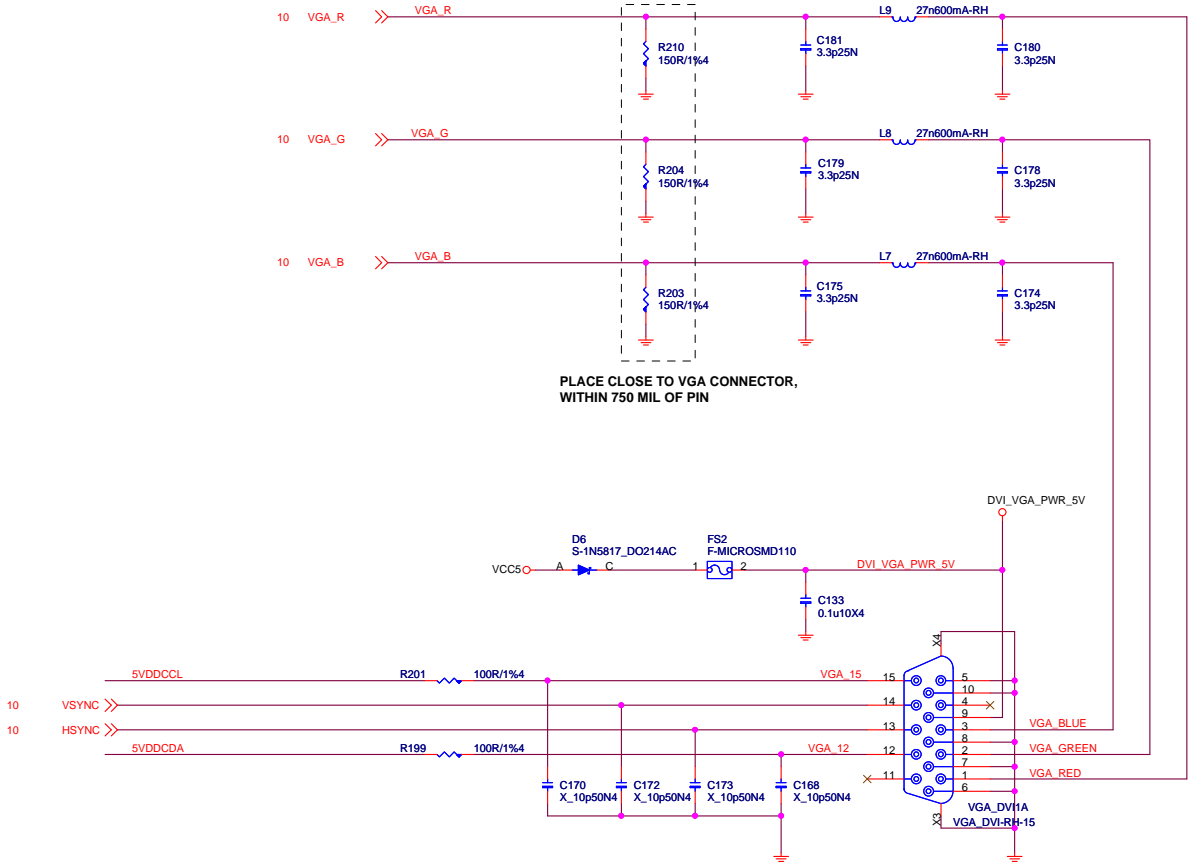 10 VGA_R VGA_R L9 27n600mA-RH
R210 C181 C180
150R/1%4 3.3p25N 3.3p25N
10 VGA_G VGA_G L8 27n600mA-RH
R204 C179 C178
150R/1%4 3.3p25N 3.3p25N
10 VGA_B VGA_B L7 27n600mA-RH
R203 C175 C174
150R/1%4 3.3p25N 3.3p25N
PLACE CLOSE TO VGA CONNECTOR,
WITHIN 750 MIL OF PIN
DVI_VGA_PWR_5V
D6 FS2
S-1N5817_DO214AC F-MICROSMD110
VCC5 A C 1 2 DVI_VGA_PWR_5V
C133
0.1u10X4
X4
5VDDCCL R201 100R/1%4 VGA_15 15 5
10
10 VSYNC 14 4
9
10 HSYNC 13 3 VGA_BLUE
8
5VDDCDA R199 100R/1%4 VGA_12 12 2 VGA_GREEN
7
11 1 VGA_RED
6
C170 C172 C173 C168
X_10p50N4 X_10p50N4 X_10p50N4 X_10p50N4
VGA_DVI1A
X3 VGA_DVI-RH-15